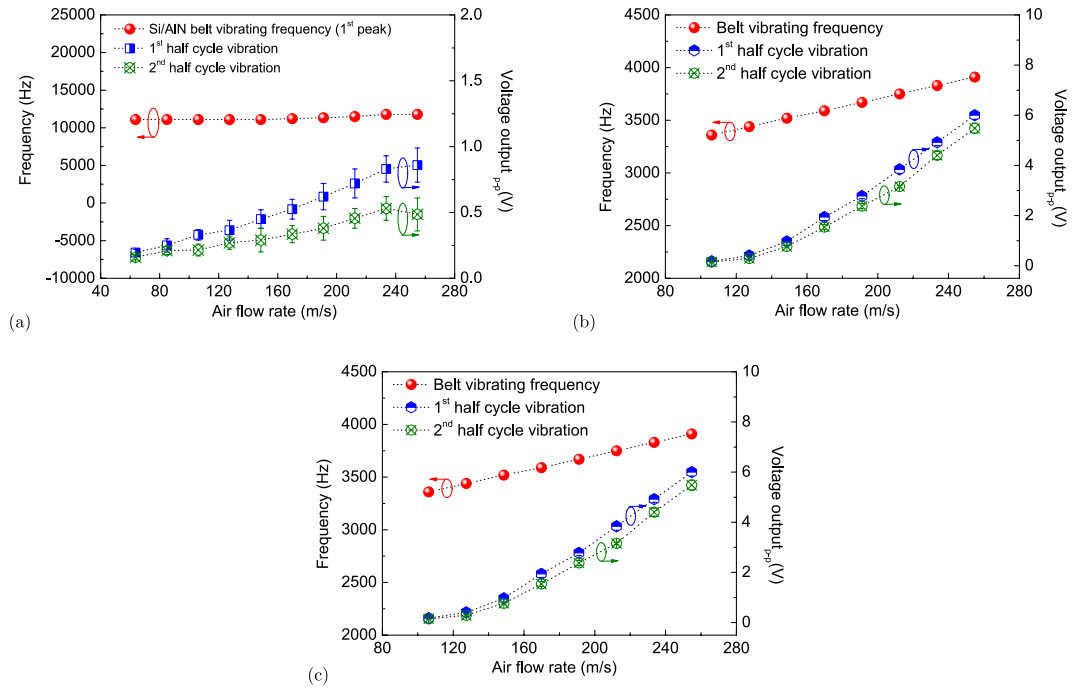 25000
20000
15000
10000
5000
0
-5000
-10000
Frequency (Hz)
Si/AlN belt vibrating frequency (1st peak)
1st half cycle vibration
2nd half cycle vibration
2.0
1.5
1.0
0.5
0.0
Voltage output p-p (V)
40 80 120 160 200 240 280
Air flow rate (m/s)
(a)
4500
4000
3500
3000
2500
2000
Frequency (Hz)
Belt vibrating frequency
1st half cycle vibration
2nd half cycle vibration
10
8
6
4
2
0
Voltage output p-p (V)
40 80 120 160 200 240 280
Air flow rate (m/s)
(b)
4500
4000
3500
3000
2500
2000
Frequency (Hz)
Belt vibrating frequency
1st half cycle vibration
2nd half cycle vibration
10
8
6
4
2
0
Voltage output p-p (V)
40 80 120 160 200 240 280
Air flow rate (m/s)
(c)